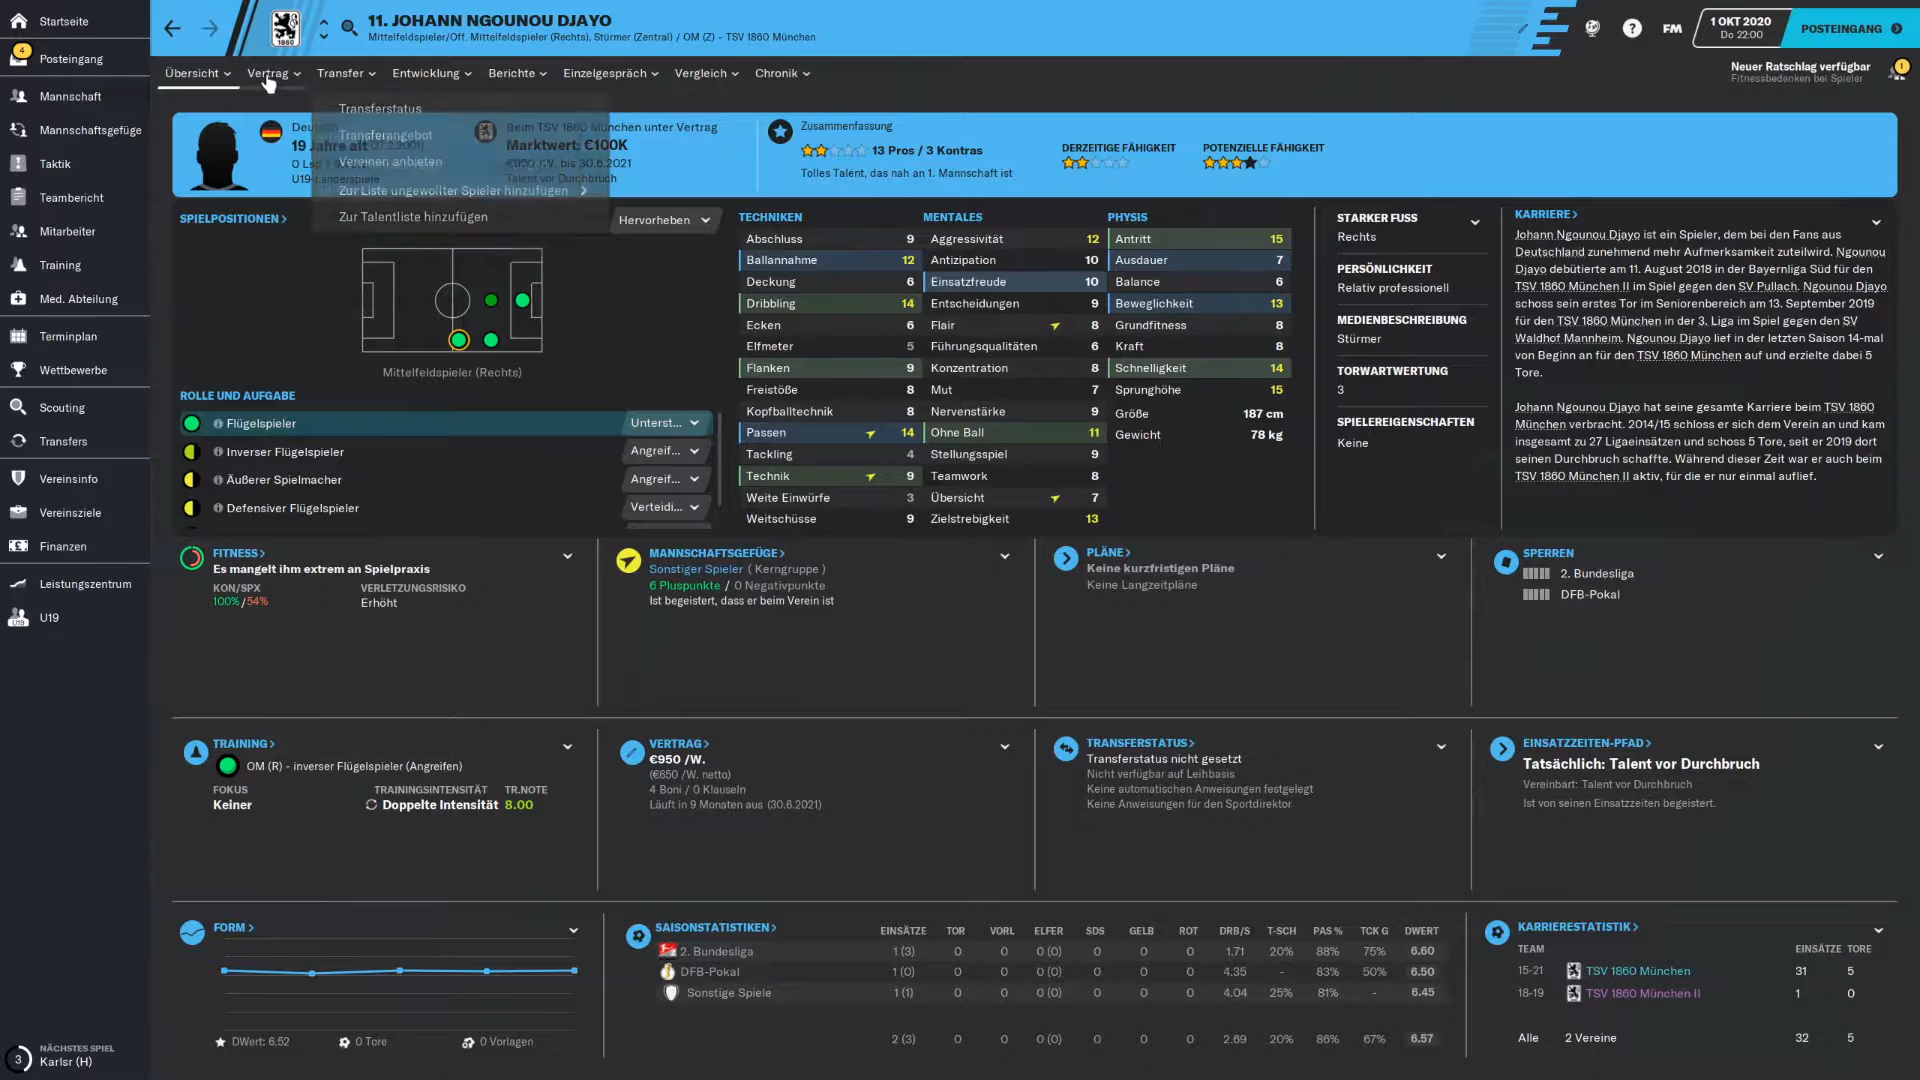 Startseite
4
Posteingang
Mannschaft
Mannschaftsgefüge
Taktik
Teambericht
Mitarbeiter
Training
Med. Abteilung
Terminplan
Wettbewerbe
Scouting
Transfers
Vereinsinfo
Vereinsziele
Finanzen
Leistungszentrum
U19
3
NÄCHSTES SPIEL
Karlsr (H)
1860
11. JOHANN NGOUNOU DJAYO
Mittelfeldspieler/Off. Mittelfeldspieler (Rechts), Stürmer (Zentral) / OM (Z) - TSV 1860 München
FM
1 OKT 2020
Do 22:00
POSTEINGANG
Übersicht Vertrag Transfer Entwicklung Berichte Einzelgespräch Vergleich Chronik
Neuer Ratschlag verfügbar
Fitnessbedenken bei Spieler
1
Transferstatus
Transferangebot
Vereinen anbieten
Zur Liste ungewollter Spieler hinzufügen
Zur Talentliste hinzufügen
19 Jahre alt (27.2.2001)
U19-Länderspiele
Beim TSV 1860 München unter Vertrag
Marktwert: €100K
€950 /W. bis 30.6.2021
Talent vor Durchbruch
Zusammenfassung
13 Pros / 3 Kontras
Tolles Talent, das nah an 1. Mannschaft ist
DERZEITIGE FÄHIGKEIT
POTENZIELLE FÄHIGKEIT
SPIELPOSITIONEN
Hervorheben
Mittelfeldspieler (Rechts)
ROLLE UND AUFGABE
Flügelspieler Unterst...
Inverser Flügelspieler Angreif...
Äußerer Spielmacher Angreif...
Defensiver Flügelspieler Verteidi...
TECHNIKEN
Abschluss 9
Ballannahme 12
Deckung 6
Dribbling 14
Ecken 6
Elfmeter 5
Flanken 9
Freistöße 8
Kopfballtechnik 8
Passen 14
Tackling 4
Technik 9
Weite Einwürfe 3
Weitschüsse 9
MENTALES
Aggressivität 12
Antizipation 10
Einsatzfreude 10
Entscheidungen 9
Flair 8
Führungsqualitäten 6
Konzentration 8
Mut 7
Nervenstärke 9
Ohne Ball 11
Stellungsspiel 9
Teamwork 8
Übersicht 7
Zielstrebigkeit 13
PHYSIS
Antritt 15
Ausdauer 7
Balance 6
Beweglichkeit 13
Grundfitness 8
Kraft 8
Schnelligkeit 14
Sprunghöhe 15
Größe 187 cm
Gewicht 78 kg
STARKER FUSS
Rechts
PERSÖNLICHKEIT
Relativ professionell
MEDIENBESCHREIBUNG
Stürmer
TORWARTWERTUNG
3
SPIELEREIGENSCHAFTEN
Keine
KARRIERE
Johann Ngounou Djayo ist ein Spieler, dem bei den Fans aus
Deutschland zunehmend mehr Aufmerksamkeit zuteilwird. Ngounou
Djayo debütierte am 11. August 2018 in der Bayernliga Süd für den
TSV 1860 München II im Spiel gegen den SV Pullach. Ngounou Djayo
schoss sein erstes Tor im Seniorenbereich am 13. September 2019
für den TSV 1860 München in der 3. Liga im Spiel gegen den SV
Waldhof Mannheim. Ngounou Djayo lief in der letzten Saison 14-mal
von Beginn an für den TSV 1860 München auf und erzielte dabei 5
Tore.
Johann Ngounou Djayo hat seine gesamte Karriere beim TSV 1860
München verbracht. 2014/15 schloss er sich dem Verein an und kam
insgesamt zu 27 Ligaeinsätzen und schoss 5 Tore, seit er 2019 dort
seinen Durchbruch schaffte. Während dieser Zeit war er auch beim
TSV 1860 München II aktiv, für die er nur einmal auflief.
FITNESS
Es mangelt ihm extrem an Spielpraxis
KON/SPX VERLETZUNGSRISIKO
100%/54% Erhöht
MANNSCHAFTSGEFÜGE
Sonstiger Spieler ( Kerngruppe )
6 Pluspunkte / 0 Negativpunkte
Ist begeistert, dass er beim Verein ist
PLÄNE
Keine kurzfristigen Pläne
Keine Langzeitpläne
SPERREN
2. Bundesliga
DFB-Pokal
TRAINING
OM (R) - inverser Flügelspieler (Angreifen)
FOKUS TRAININGSINTENSITÄT TR.NOTE
Keiner Doppelte Intensität 8.00
VERTRAG
€950 /W.
(€650 /W. netto)
4 Boni / 0 Klauseln
Läuft in 9 Monaten aus (30.6.2021)
TRANSFERSTATUS
Transferstatus nicht gesetzt
Nicht verfügbar auf Leihbasis
Keine automatischen Anweisungen festgelegt
Keine Anweisungen für den Sportdirektor
EINSATZZEITEN-PFAD
Tatsächlich: Talent vor Durchbruch
Vereinbart: Talent vor Durchbruch
Ist von seinen Einsatzzeiten begeistert.
FORM
DWert: 6.52 0 Tore 0 Vorlagen
SAISONSTATISTIKEN EINSÄTZE TOR VORL ELFER SDS GELB ROT DRB/S T-SCH PAS % TCK G DWERT
2. Bundesliga 1 (3) 0 0 0 (0) 0 0 0 1.71 20% 88% 75% 6.60
DFB-Pokal 1 (0) 0 0 0 (0) 0 0 0 4.35 - 83% 50% 6.50
Sonstige Spiele 1 (1) 0 0 0 (0) 0 0 0 4.04 25% 81% - 6.45
2 (3) 0 0 0 (0) 0 0 0 2.69 20% 86% 67% 6.57
KARRIERESTATISTIK
TEAM EINSÄTZE TORE
15-21 TSV 1860 München 31 5
18-19 TSV 1860 München II 1 0
Alle 2 Vereine 32 5